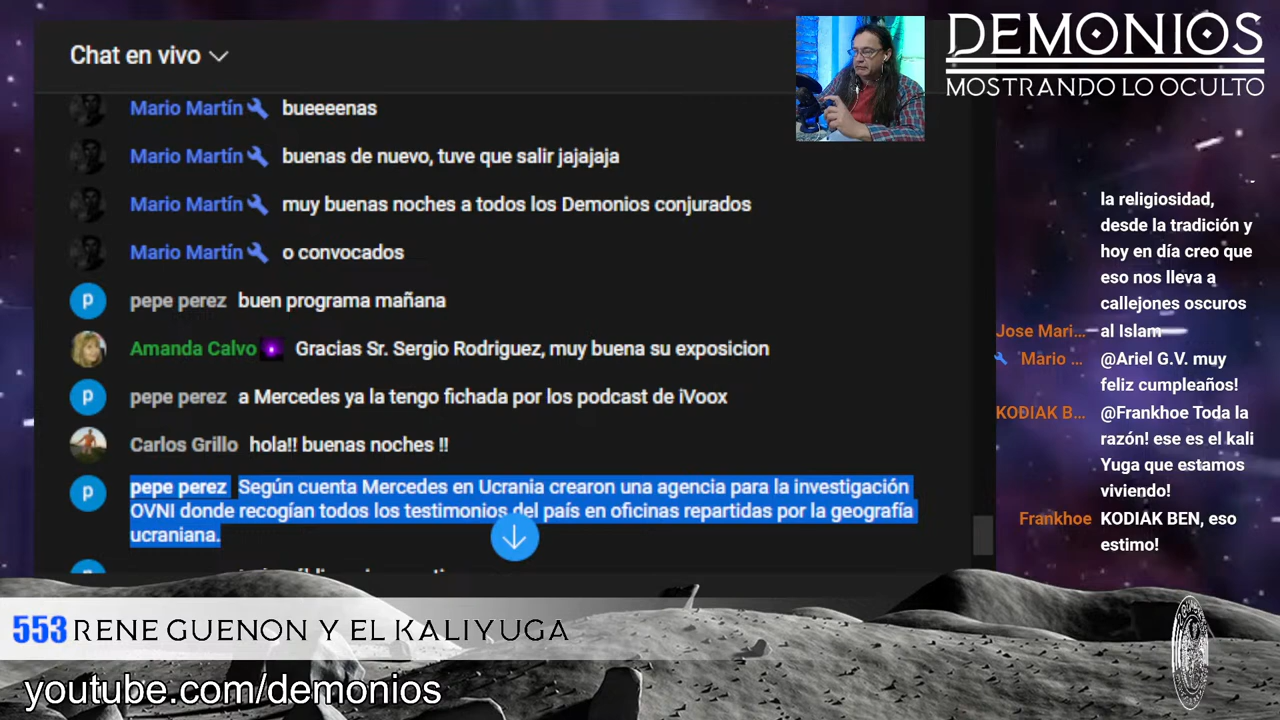 Chat en vivo
Mario Martín bueeeenas
Mario Martín buenas de nuevo, tuve que salir jajajaja
Mario Martín muy buenas noches a todos los Demonios conjurados
Mario Martín o convocados
p pepe perez buen programa mañana
Amanda Calvo Gracias Sr. Sergio Rodriguez, muy buena su exposicion
p pepe perez a Mercedes ya la tengo fichada por los podcast de iVoox
Carlos Grillo hola!! buenas noches !!
p pepe perez Según cuenta Mercedes en Ucrania crearon una agencia para la investigación
OVNI donde recogían todos los testimonios del país en oficinas repartidas por la geografía
ucraniana.
DEMONIOS
MOSTRANDO LO OCULTO
la religiosidad,
desde la tradición y
hoy en día creo que
eso nos lleva a
callejones oscuros
Jose Mari... al Islam
Mario ... @Ariel G.V. muy
feliz cumpleaños!
KODIAK B... @Frankhoe Toda la
razón! ese es el kali
Yuga que estamos
viviendo!
Frankhoe KODIAK BEN, eso
estimo!
553 RENE GUENON Y EL KALIYUGA
youtube.com/demonios